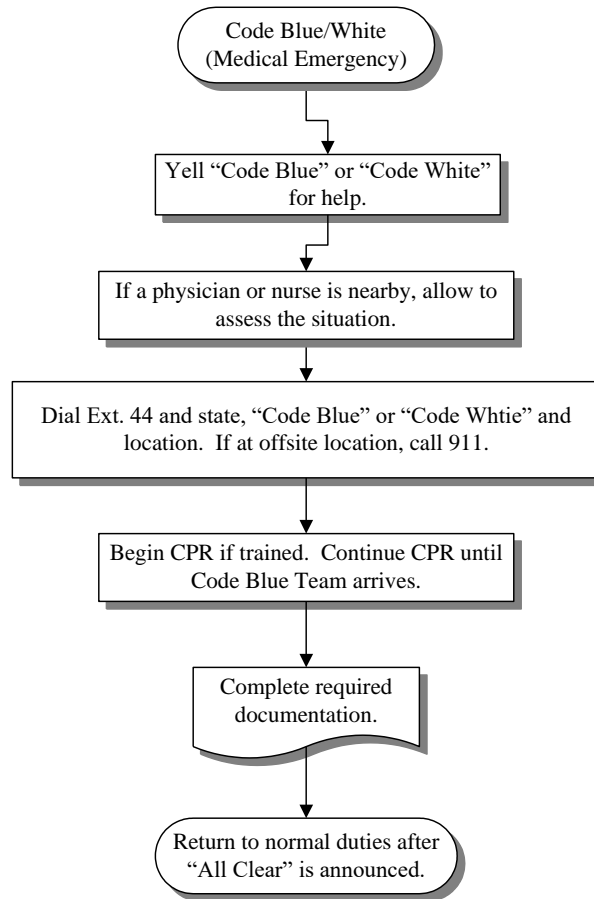 Code Blue/White
(Medical Emergency)
Yell “Code Blue” or “Code White”
for help.
If a physician or nurse is nearby, allow to
assess the situation.
Dial Ext. 44 and state, “Code Blue” or “Code Whtie” and
location.  If at offsite location, call 911.
Begin CPR if trained.  Continue CPR until
Code Blue Team arrives.
Complete required
documentation.
Return to normal duties after
“All Clear” is announced.